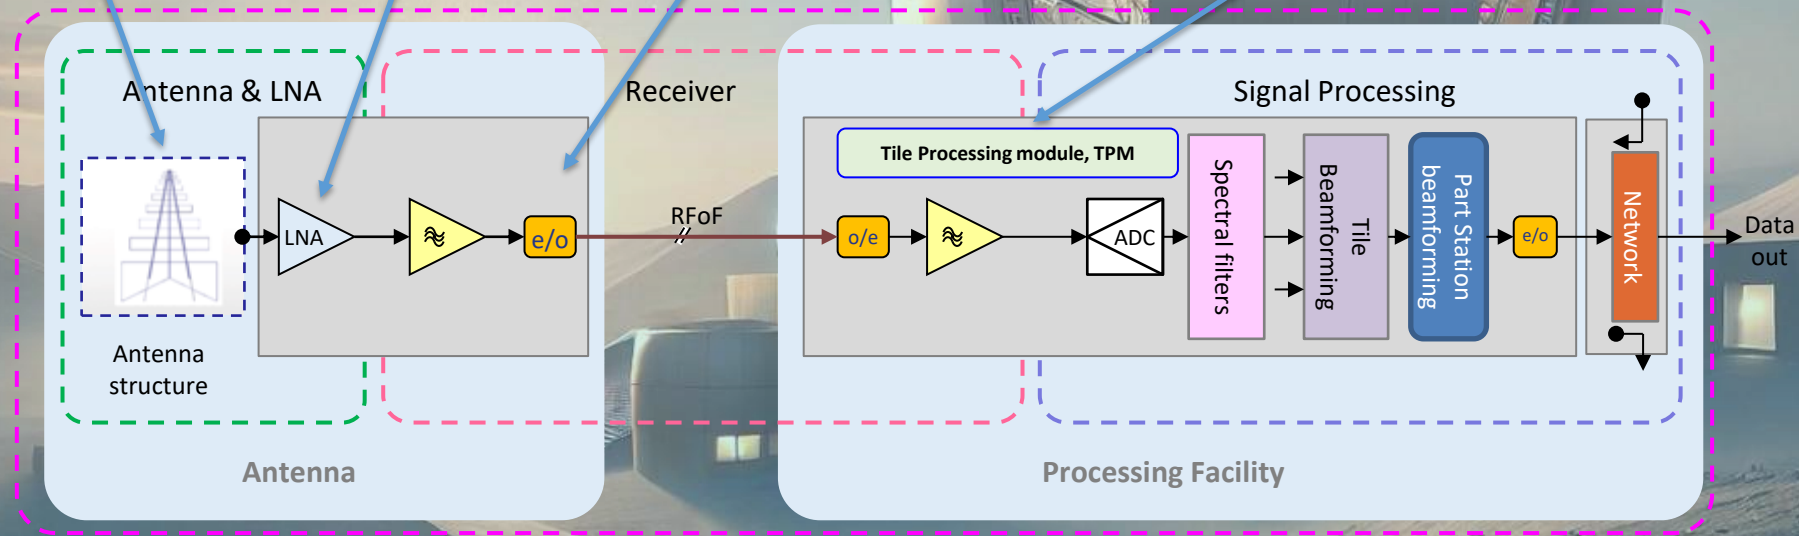 Antenna & LNA
Receiver
Signal Processing
Tile Processing module, TPM
LNA
e/o
RFoF
o/e
ADC
Spectral filters
Tile
Beamforming
Part Station
beamforming
e/o
Network
Data
out
Antenna
structure
Antenna
Processing Facility